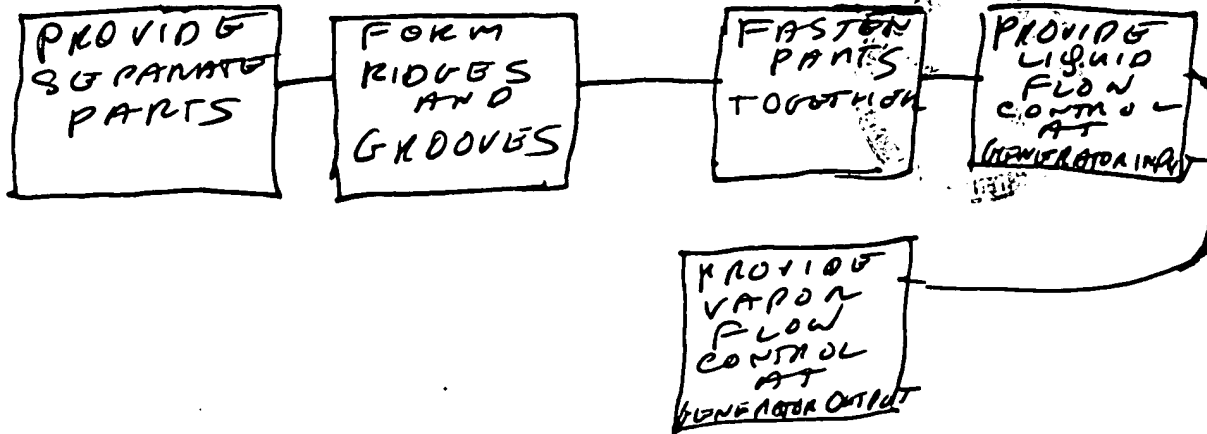 PROVIDE
SEPARATE
PARTS
FORM
RIDGES
AND
GROOVES
FASTEN
PARTS
TOGETHER
PROVIDE
LIQUID
FLOW
CONTROL
AT
GENERATOR INPUT
PROVIDE
VAPOR
FLOW
CONTROL
AT
GENERATOR OUTPUT